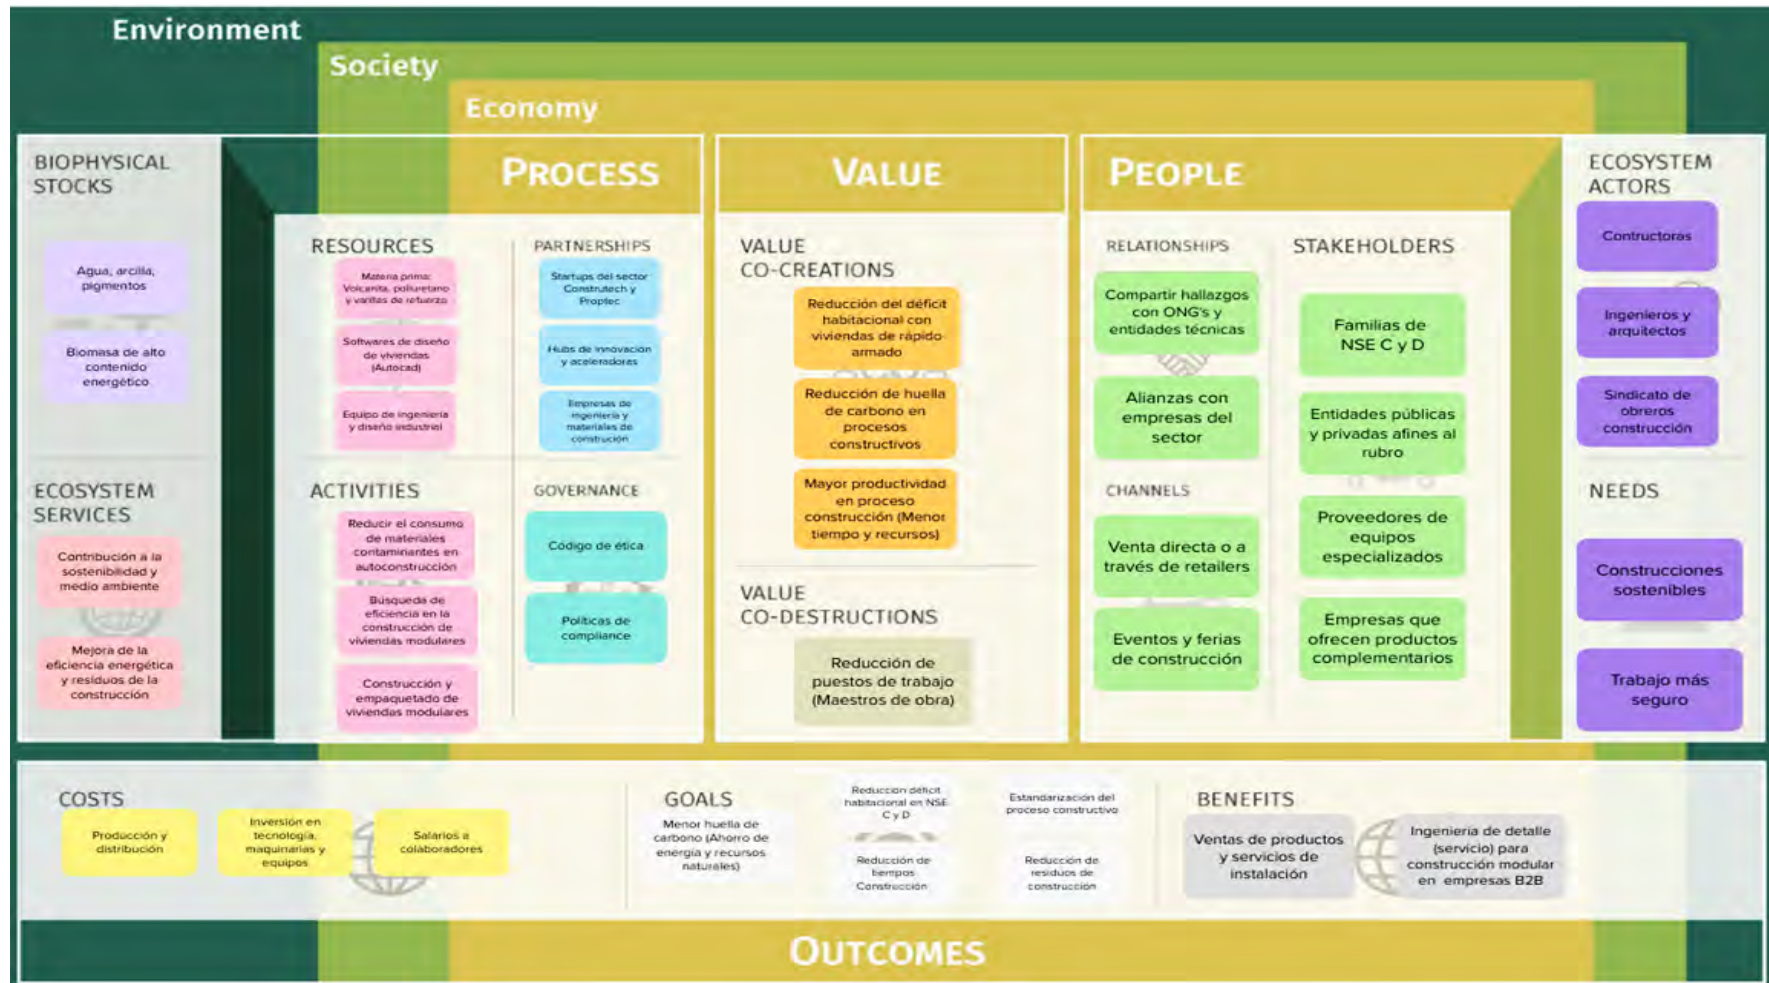 Environment
Society
Economy
BIOPHYSICAL
STOCKS
Agua, arcilla,
pigmentos
Biomasa de alto
contenido
energético
ECOSYSTEM
SERVICES
Contribución a la
sostenibilidad y
medio ambiente
Mejora de la
eficiencia energética
y residuos de la
construcción
PROCESS
RESOURCES
Materia prima:
Volcanita, poliuretano
y varillas de refuerzo
Softwares de diseño
de viviendas
(Autocad)
Equipo de ingeniería
y diseño industrial
PARTNERSHIPS
Startups del sector
Construtech y
Proptec
Hubs de innovación
y aceleradores
Empresas de
ingeniería y
materiales de
construción
ACTIVITIES
Reducir el consumo
de materiales
contaminantes en
autoconstrucción
Búsqueda de
eficiencia en la
construcción de
viviendas modulares
Construcción y
empaquetado de
viviendas modulares
GOVERNANCE
Código de ética
Políticas de
compliance
VALUE
VALUE
CO-CREATIONS
Reducción del déficit
habitacional con
viviendas de rápido
armado
Reducción de huella
de carbono en
procesos
constructivos
Mayor productividad
en proceso
construcción (Menor
tiempo y recursos)
VALUE
CO-DESTRUCTIONS
Reducción de
puestos de trabajo
(Maestros de obra)
PEOPLE
RELATIONSHIPS
Compartir hallazgos
con ONG's y
entidades técnicas
Alianzas con
empresas del
sector
CHANNELS
Venta directa o a
través de retailers
Eventos y ferias
de construcción
STAKEHOLDERS
Familias de
NSE C y D
Entidades públicas
y privadas afines al
rubro
Proveedores de
equipos
especializados
Empresas que
ofrecen productos
complementarios
ECOSYSTEM
ACTORS
Contructoras
Ingenieros y
arquitectos
Sindicato de
obreros
construcción
NEEDS
Construcciones
sostenibles
Trabajo más
seguro
COSTS
Producción y
distribución
Inversión en
tecnología,
maquinarias y
equipos
Salarios a
colaboradores
GOALS
Menor huella de
carbono (Ahorro de
energía y recursos
naturales)
Reducción déficit
habitacional en NSE
C y D
Reducción de
tiempos
Construcción
Estandarización del
proceso constructivo
Reducción de
residuos de
construcción
BENEFITS
Ventas de productos
y servicios de
instalación
Ingeniería de detalle
(servicio) para
construcción modular
en empresas B2B
OUTCOMES